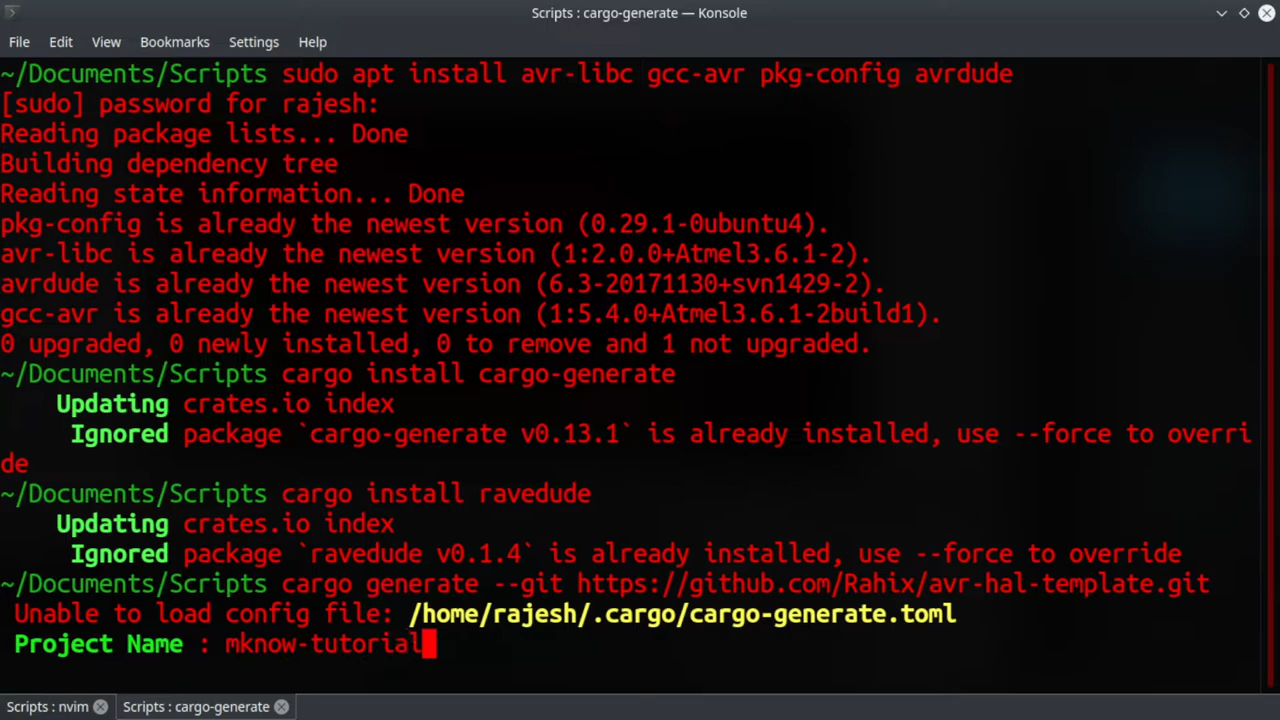 Scripts : cargo-generate — Konsole
File Edit View Bookmarks Settings Help
~/Documents/Scripts sudo apt install avr-libc gcc-avr pkg-config avrdude
[sudo] password for rajesh:
Reading package lists... Done
Building dependency tree
Reading state information... Done
pkg-config is already the newest version (0.29.1-0ubuntu4).
avr-libc is already the newest version (1:2.0.0+Atmel3.6.1-2).
avrdude is already the newest version (6.3-20171130+svn1429-2).
gcc-avr is already the newest version (1:5.4.0+Atmel3.6.1-2build1).
0 upgraded, 0 newly installed, 0 to remove and 1 not upgraded.
~/Documents/Scripts cargo install cargo-generate
Updating crates.io index
Ignored package `cargo-generate v0.13.1` is already installed, use --force to overri
de
~/Documents/Scripts cargo install ravedude
Updating crates.io index
Ignored package `ravedude v0.1.4` is already installed, use --force to override
~/Documents/Scripts cargo generate --git https://github.com/Rahix/avr-hal-template.git
Unable to load config file: /home/rajesh/.cargo/cargo-generate.toml
Project Name : mknow-tutorial
Scripts : nvim Scripts : cargo-generate